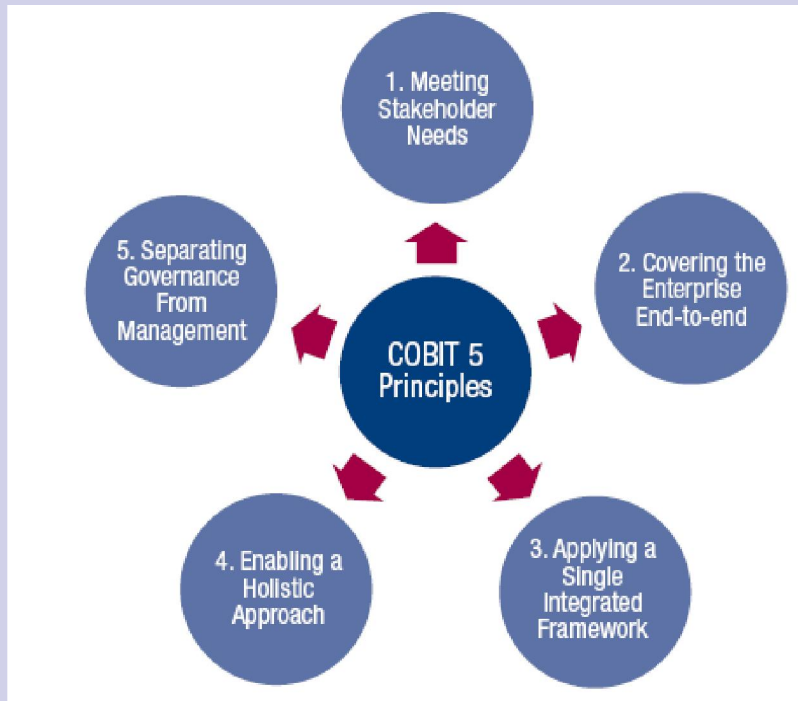 1. Meeting
Stakeholder
Needs
2. Covering the
Enterprise
End-to-end
3. Applying a
Single
Integrated
Framework
4. Enabling a
Holistic
Approach
5. Separating
Governance
From
Management
COBIT 5
Principles